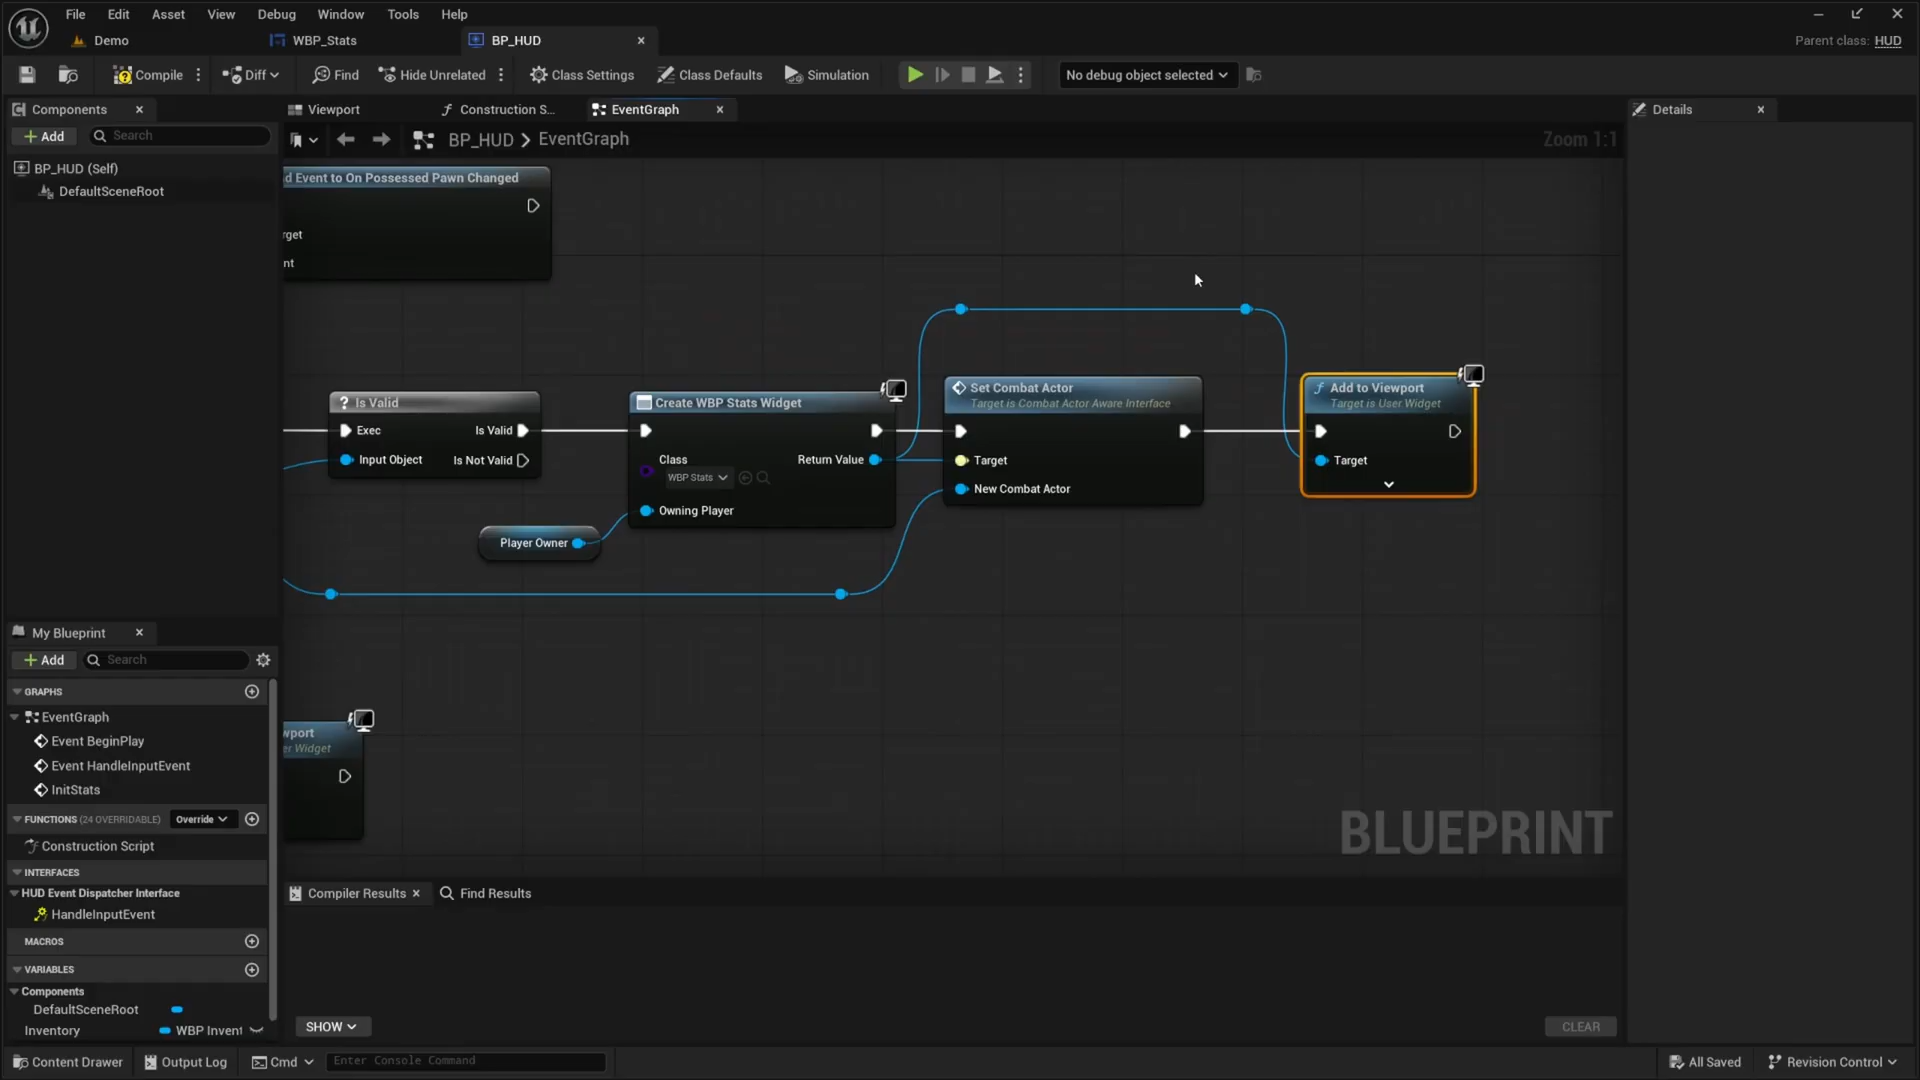 File Edit Asset View Debug Window Tools Help
Demo WBP_Stats BP_HUD Parent class: HUD
Compile Diff Find Hide Unrelated Class Settings Class Defaults Simulation No debug object selected
Components
Viewport Construction S... EventGraph
Details
Add Search
BP_HUD > EventGraph
Zoom 1:1
BP_HUD (Self)
DefaultSceneRoot
d Event to On Possessed Pawn Changed
rget
nt
Is Valid
Exec Is Valid
Input Object Is Not Valid
Create WBP Stats Widget
Class Return Value
WBP Stats
Owning Player
Player Owner
Set Combat Actor
Target is Combat Actor Aware Interface
Target
New Combat Actor
Add to Viewport
Target is User Widget
Target
wport
er Widget
BLUEPRINT
My Blueprint
Add Search
GRAPHS
EventGraph
Event BeginPlay
Event HandleInputEvent
InitStats
FUNCTIONS (24 OVERRIDABLE) Override
Construction Script
INTERFACES
HUD Event Dispatcher Interface
HandleInputEvent
MACROS
VARIABLES
Components
DefaultSceneRoot
Inventory WBP Invent
Compiler Results Find Results
SHOW CLEAR
Content Drawer Output Log Cmd Enter Console Command All Saved Revision Control